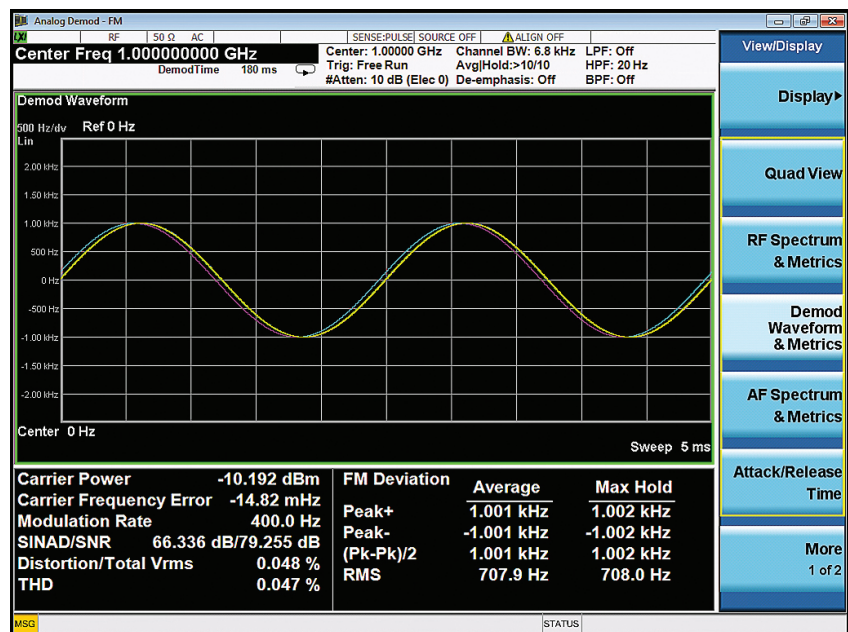 Analog Demod - FM
LXI RF 50 Ω AC SENSE:PULSE SOURCE OFF ALIGN OFF
Center Freq 1.000000000 GHz
DemodTime 180 ms
Center: 1.00000 GHz Channel BW: 6.8 kHz LPF: Off
Trig: Free Run Avg|Hold:>10/10 HPF: 20 Hz
#Atten: 10 dB (Elec 0) De-emphasis: Off BPF: Off
View/Display
Display
Quad View
RF Spectrum
& Metrics
Demod
Waveform
& Metrics
AF Spectrum
& Metrics
Attack/Release
Time
More
1 of 2
Demod Waveform
500 Hz/dv Ref 0 Hz
Lin
2.00 kHz
1.50 kHz
1.00 kHz
500 Hz
0 Hz
-500 Hz
-1.00 kHz
-1.50 kHz
-2.00 kHz
Center 0 Hz
Sweep 5 ms
Carrier Power -10.192 dBm
Carrier Frequency Error -14.82 mHz
Modulation Rate 400.0 Hz
SINAD/SNR 66.336 dB/79.255 dB
Distortion/Total Vrms 0.048 %
THD 0.047 %
FM Deviation Average Max Hold
Peak+ 1.001 kHz 1.002 kHz
Peak- -1.001 kHz -1.002 kHz
(Pk-Pk)/2 1.001 kHz 1.002 kHz
RMS 707.9 Hz 708.0 Hz
MSG STATUS